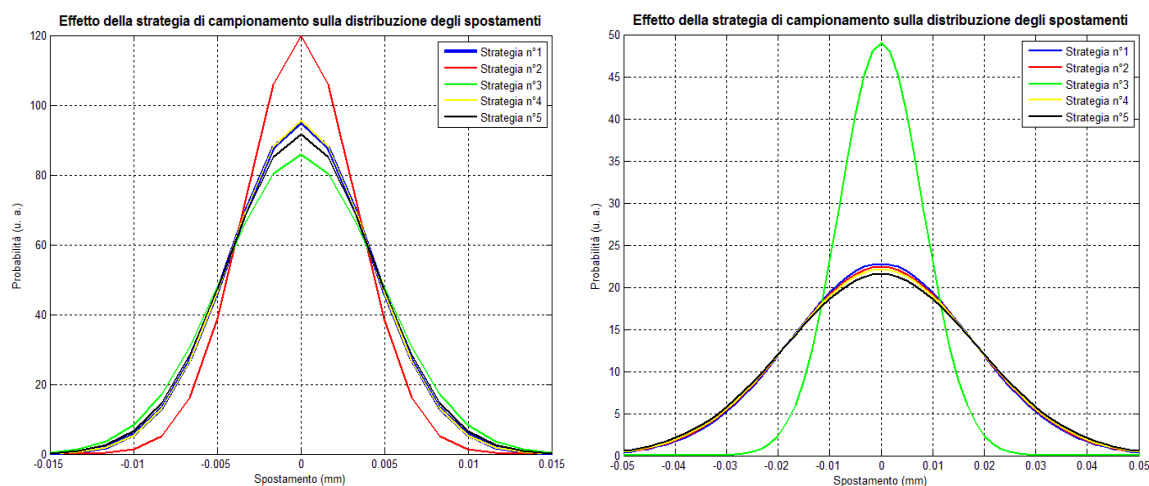 Effetto della strategia di campionamento sulla distribuzione degli spostamenti
120
100
80
60
40
20
0
Probabilità (u. a.)
Strategia n°1
Strategia n°2
Strategia n°3
Strategia n°4
Strategia n°5
-0.015 -0.01 -0.005 0 0.005 0.01 0.015
Spostamento (mm)
Effetto della strategia di campionamento sulla distribuzione degli spostamenti
50
45
40
35
30
25
20
15
10
5
0
Probabilità (u. a.)
Strategia n°1
Strategia n°2
Strategia n°3
Strategia n°4
Strategia n°5
-0.05 -0.04 -0.03 -0.02 -0.01 0 0.01 0.02 0.03 0.04 0.05
Spostamento (mm)